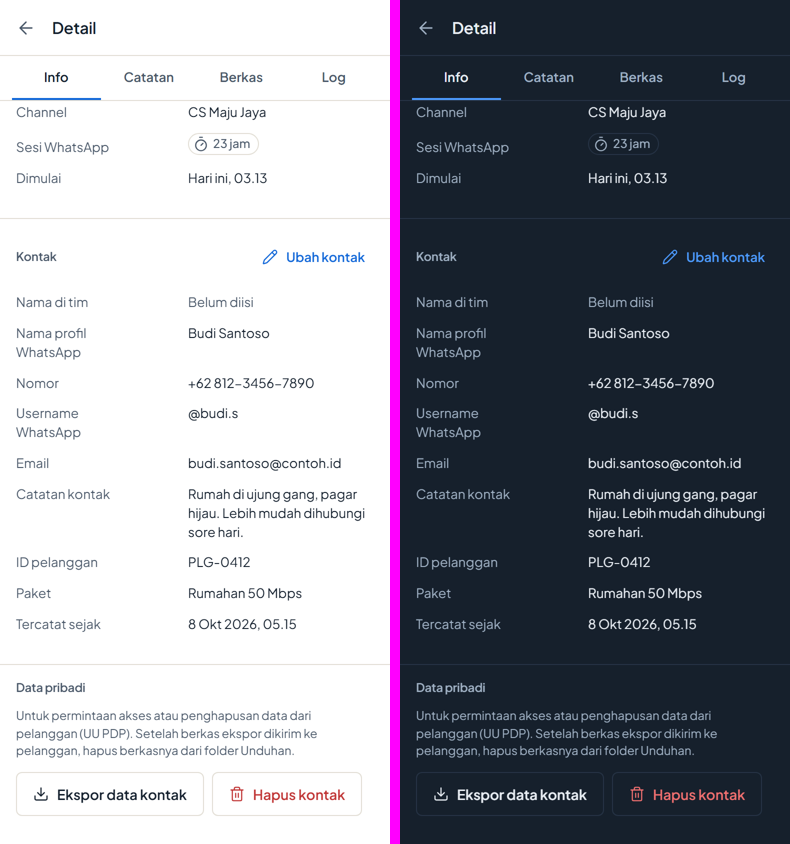 Detail
Info Catatan Berkas Log
Channel CS Maju Jaya
Sesi WhatsApp 23 jam
Dimulai Hari ini, 03.13
Kontak Ubah kontak
Nama di tim Belum diisi
Nama profil WhatsApp Budi Santoso
Nomor +62 812-3456-7890
Username WhatsApp @budi.s
Email budi.santoso@contoh.id
Catatan kontak Rumah di ujung gang, pagar
hijau. Lebih mudah dihubungi
sore hari.
ID pelanggan PLG-0412
Paket Rumahan 50 Mbps
Tercatat sejak 8 Okt 2026, 05.15
Data pribadi
Untuk permintaan akses atau penghapusan data dari
pelanggan (UU PDP). Setelah berkas ekspor dikirim ke
pelanggan, hapus berkasnya dari folder Unduhan.
Ekspor data kontak Hapus kontak
Detail
Info Catatan Berkas Log
Channel CS Maju Jaya
Sesi WhatsApp 23 jam
Dimulai Hari ini, 03.13
Kontak Ubah kontak
Nama di tim Belum diisi
Nama profil WhatsApp Budi Santoso
Nomor +62 812-3456-7890
Username WhatsApp @budi.s
Email budi.santoso@contoh.id
Catatan kontak Rumah di ujung gang, pagar
hijau. Lebih mudah dihubungi
sore hari.
ID pelanggan PLG-0412
Paket Rumahan 50 Mbps
Tercatat sejak 8 Okt 2026, 05.15
Data pribadi
Untuk permintaan akses atau penghapusan data dari
pelanggan (UU PDP). Setelah berkas ekspor dikirim ke
pelanggan, hapus berkasnya dari folder Unduhan.
Ekspor data kontak Hapus kontak